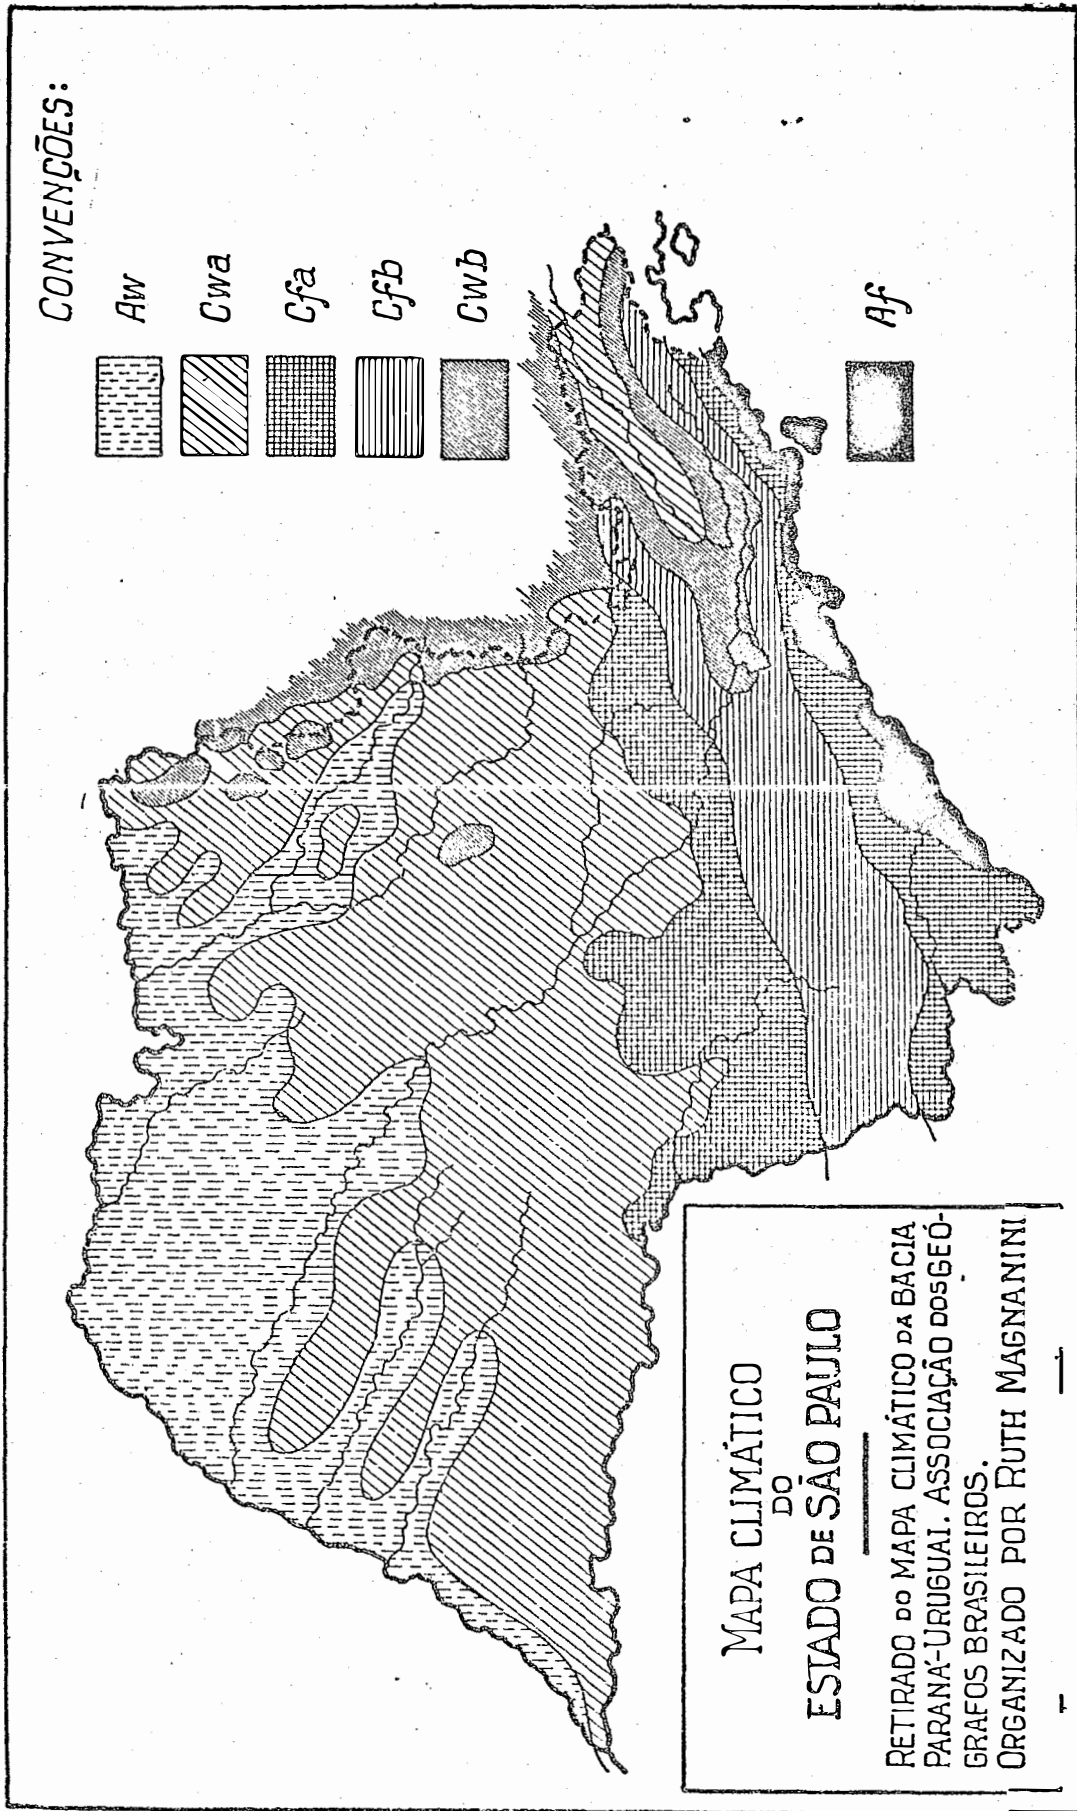 CONVENÇÕES:
Aw
Cwa
Cfa
Cfb
Cwb
Af
MAPA CLIMÁTICO
DO
ESTADO DE SÃO PAULO
RETIRADO DO MAPA CLIMÁTICO DA BACIA
PARANÁ-URUGUAI. ASSOCIAÇÃO DOS GEÓ-
GRAFOS BRASILEIROS.
ORGANIZADO POR RUTH MAGNANINI